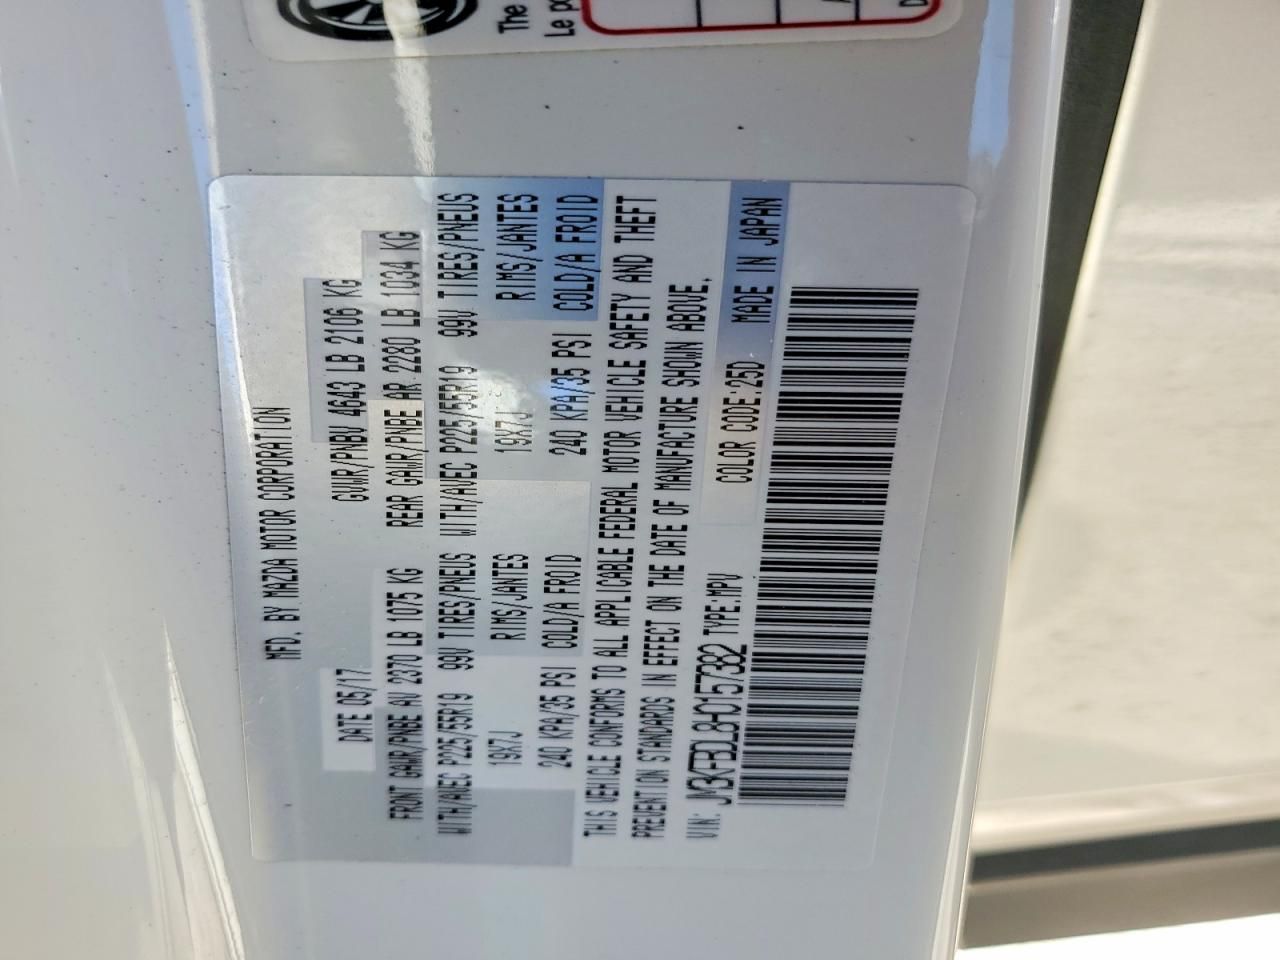 The
Le po
MFD. BY MAZDA MOTOR CORPORATION
DATE 05/17 GVWR/PNBV 4643 LB 2106 KG
FRONT GAWR/PNBE AV 2370 LB 1075 KG REAR GAWR/PNBE AR 2280 LB 1034 KG
WITH/AVEC P225/55R19 99V TIRES/PNEUS WITH/AVEC P225/55R19 99V TIRES/PNEUS
19X7J RIMS/JANTES 19X7J RIMS/JANTES
240 KPA/35 PSI COLD/A FROID 240 KPA/35 PSI COLD/A FROID
THIS VEHICLE CONFORMS TO ALL APPLICABLE FEDERAL MOTOR VEHICLE SAFETY AND THEFT
PREVENTION STANDARDS IN EFFECT ON THE DATE OF MANUFACTURE SHOWN ABOVE.
VIN: JM3KFBDL8H0157382 TYPE:MPV COLOR CODE:25D MADE IN JAPAN